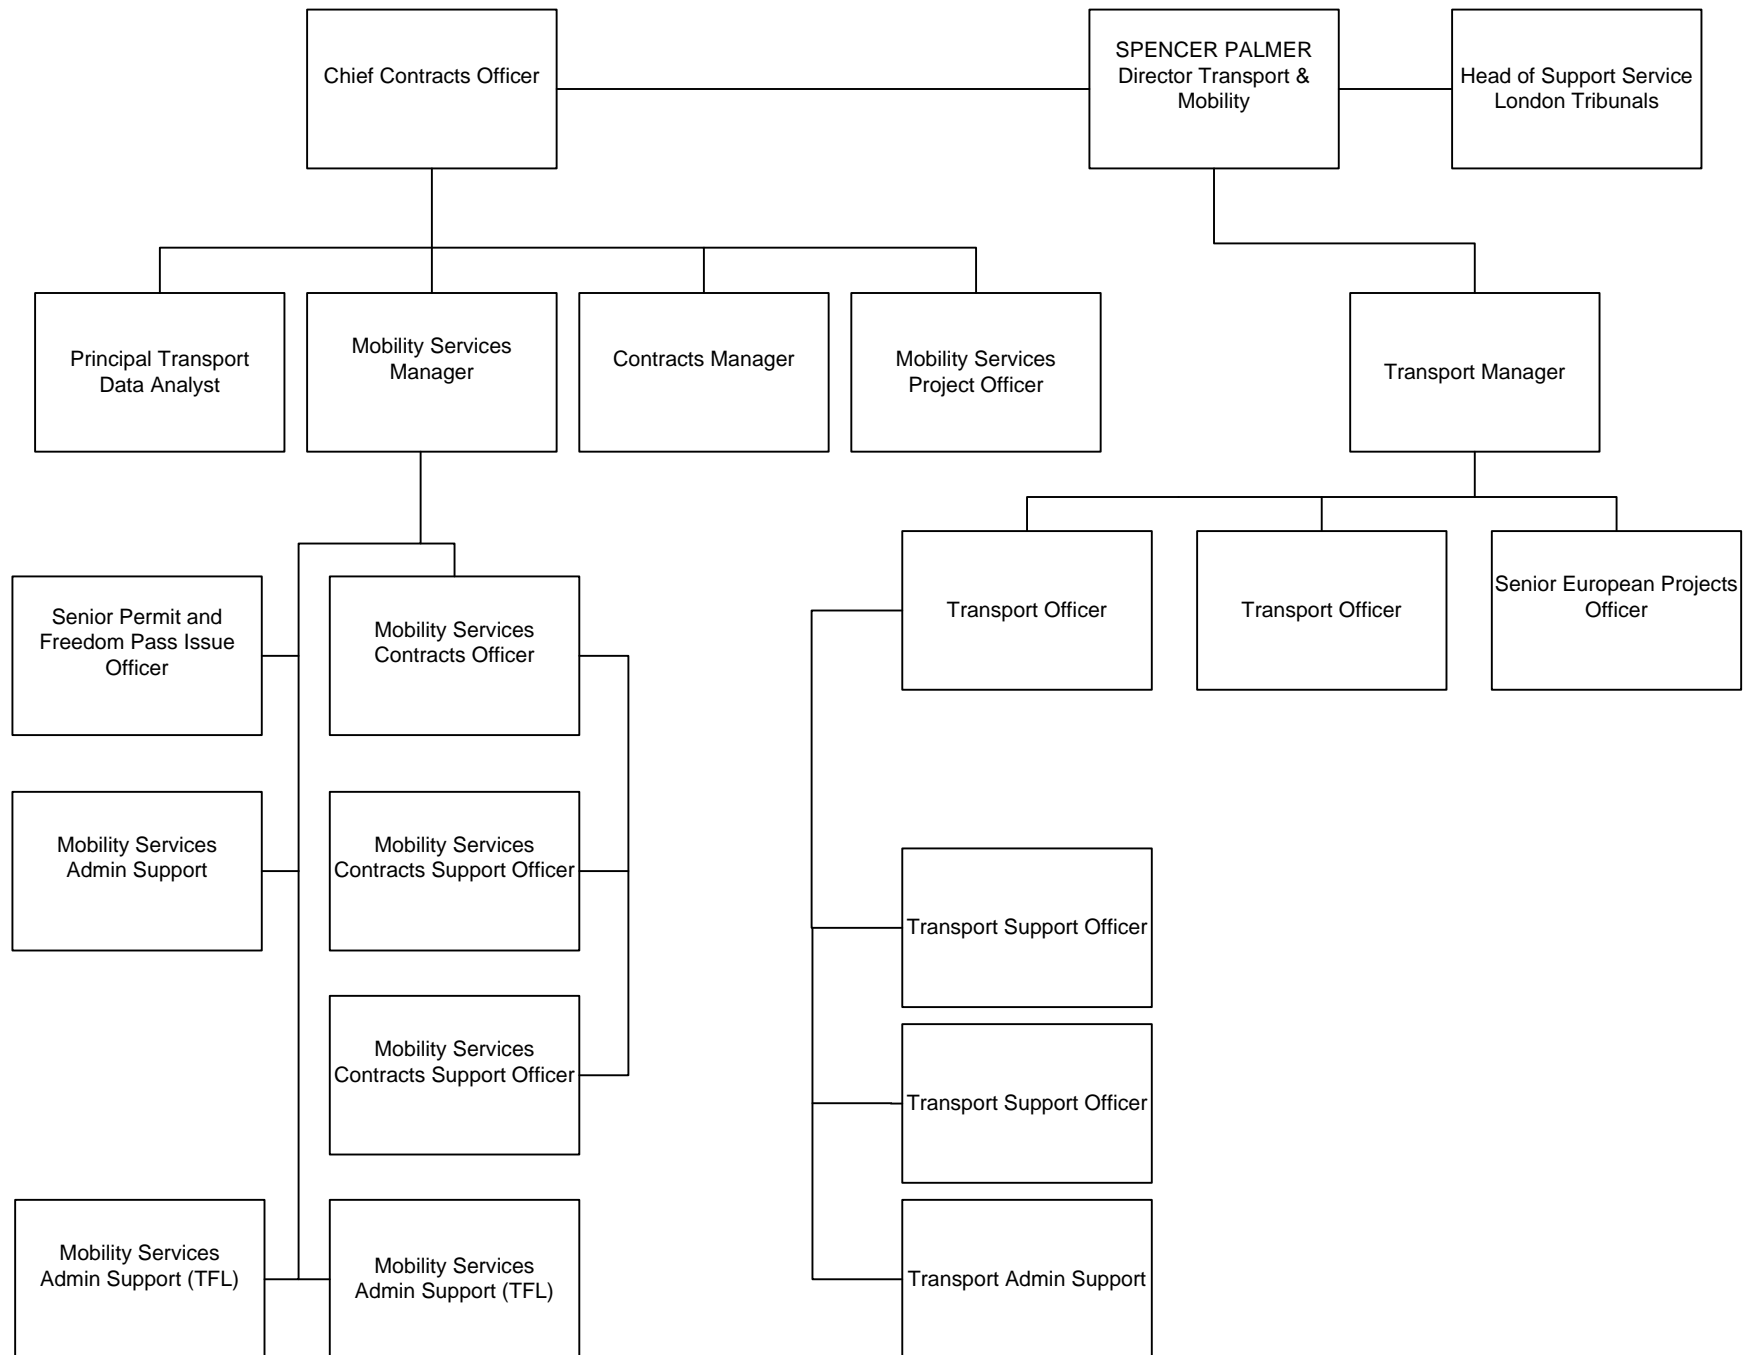 Chief Contracts Officer
SPENCER PALMER
Director Transport &
Mobility
Head of Support Service
London Tribunals
Principal Transport
Data Analyst
Mobility Services
Manager
Contracts Manager
Mobility Services
Project Officer
Transport Manager
Senior Permit and
Freedom Pass Issue
Officer
Mobility Services
Contracts Officer
Transport Officer
Transport Officer
Senior European Projects
Officer
Mobility Services
Admin Support
Mobility Services
Contracts Support Officer
Transport Support Officer
Mobility Services
Contracts Support Officer
Transport Support Officer
Mobility Services
Admin Support (TFL)
Mobility Services
Admin Support (TFL)
Transport Admin Support